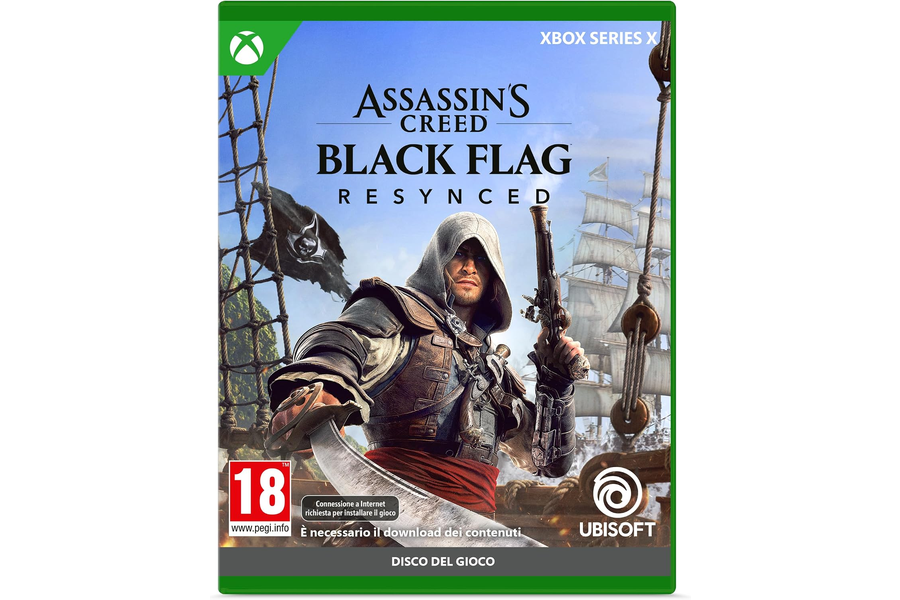 XBOX SERIES X
ASSASSIN'S
CREED
BLACK FLAG
RESYNCED
18
TM
www.pegi.info
Connessione a Internet
richiesta per installare il gioco
È necessario il download dei contenuti
UBISOFT
DISCO DEL GIOCO